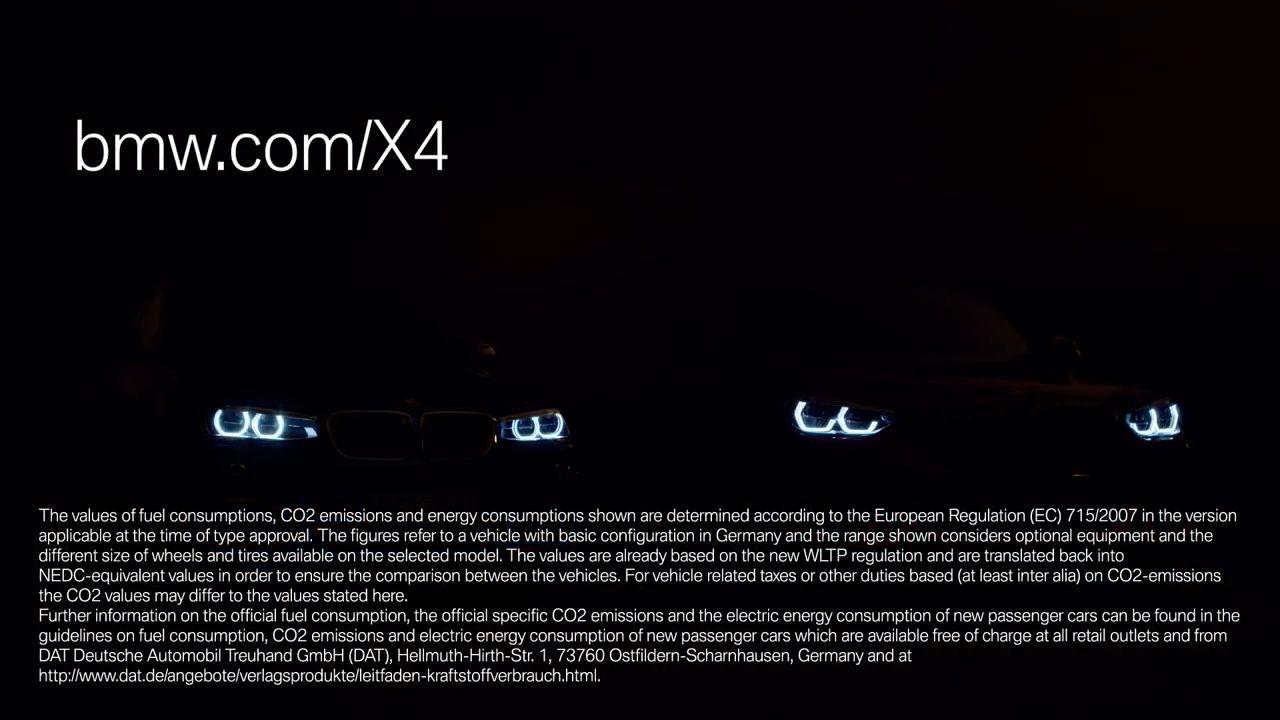 bmw.com/X4
The values of fuel consumptions, CO2 emissions and energy consumptions shown are determined according to the European Regulation (EC) 715/2007 in the version
applicable at the time of type approval. The figures refer to a vehicle with basic configuration in Germany and the range shown considers optional equipment and the
different size of wheels and tires available on the selected model. The values are already based on the new WLTP regulation and are translated back into
NEDC-equivalent values in order to ensure the comparison between the vehicles. For vehicle related taxes or other duties based (at least inter alia) on CO2-emissions
the CO2 values may differ to the values stated here.
Further information on the official fuel consumption, the official specific CO2 emissions and the electric energy consumption of new passenger cars can be found in the
guidelines on fuel consumption, CO2 emissions and electric energy consumption of new passenger cars which are available free of charge at all retail outlets and from
DAT Deutsche Automobil Treuhand GmbH (DAT), Hellmuth-Hirth-Str. 1, 73760 Ostfildern-Scharnhausen, Germany and at
http://www.dat.de/angebote/verlagsprodukte/leitfaden-kraftstoffverbrauch.html.